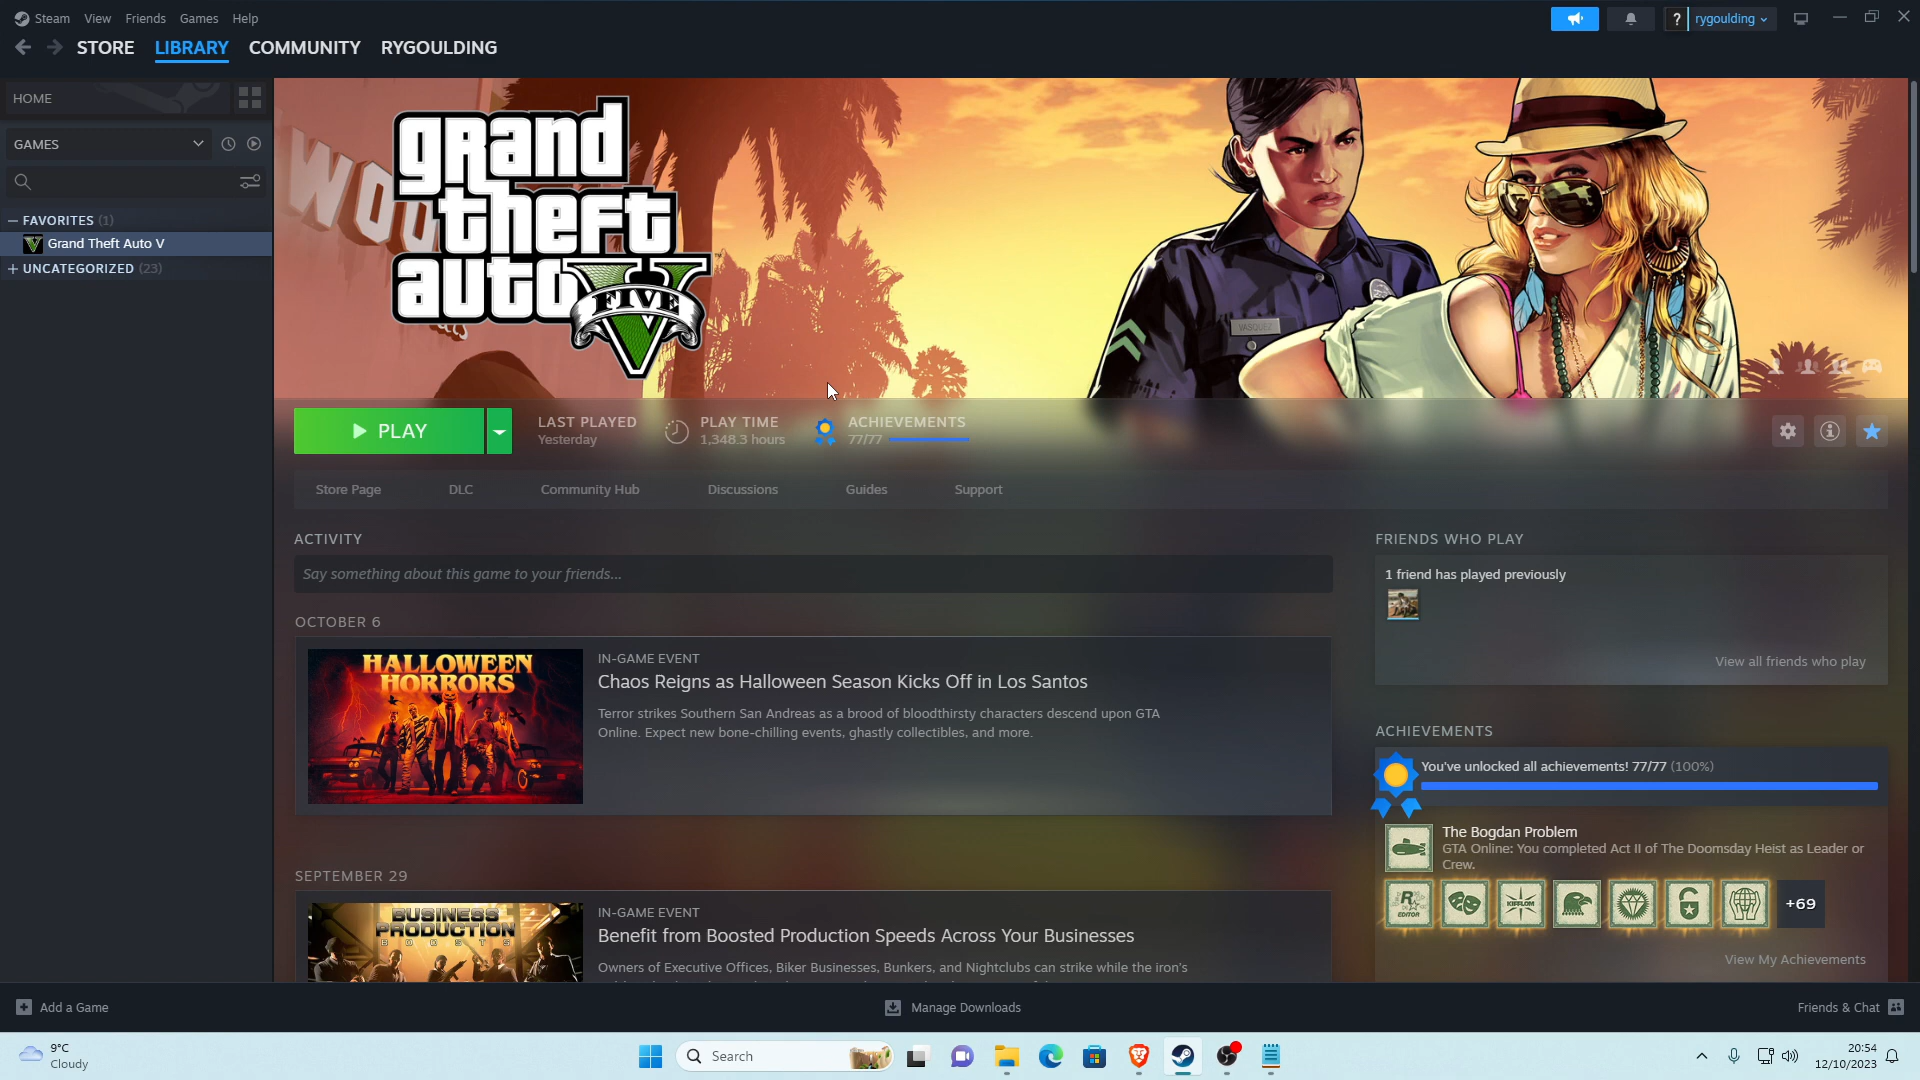 Steam View Friends Games Help
? rygoulding
STORE LIBRARY COMMUNITY RYGOULDING
HOME
GAMES
FAVORITES (1)
Grand Theft Auto V
UNCATEGORIZED (23)
grand
theft
auto
FIVE
VASQUEZ
PLAY
LAST PLAYED
Yesterday
PLAY TIME
1,348.3 hours
ACHIEVEMENTS
77/77
Store Page DLC Community Hub Discussions Guides Support
ACTIVITY
Say something about this game to your friends...
OCTOBER 6
HALLOWEEN
HORRORS
IN-GAME EVENT
Chaos Reigns as Halloween Season Kicks Off in Los Santos
Terror strikes Southern San Andreas as a brood of bloodthirsty characters descend upon GTA
Online. Expect new bone-chilling events, ghastly collectibles, and more.
SEPTEMBER 29
BUSINESS
PRODUCTION
BOOSTS
IN-GAME EVENT
Benefit from Boosted Production Speeds Across Your Businesses
Owners of Executive Offices, Biker Businesses, Bunkers, and Nightclubs can strike while the iron's
FRIENDS WHO PLAY
1 friend has played previously
View all friends who play
ACHIEVEMENTS
You've unlocked all achievements! 77/77 (100%)
The Bogdan Problem
GTA Online: You completed Act II of The Doomsday Heist as Leader or
Crew.
EDITOR
KIFFLOM
+69
View My Achievements
Add a Game
Manage Downloads
Friends & Chat
9°C
Cloudy
Search
20:54
12/10/2023